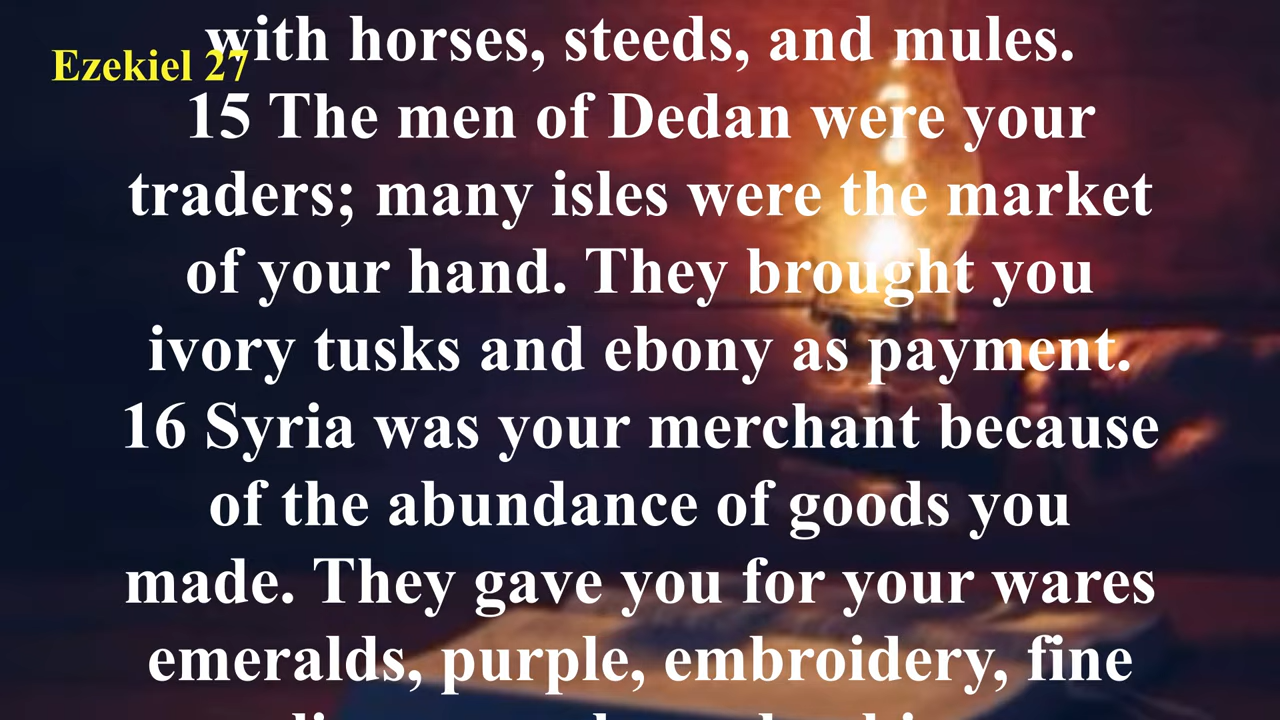 with horses, steeds, and mules.
Ezekiel 27
15 The men of Dedan were your
traders; many isles were the market
of your hand. They brought you
ivory tusks and ebony as payment.
16 Syria was your merchant because
of the abundance of goods you
made. They gave you for your wares
emeralds, purple, embroidery, fine